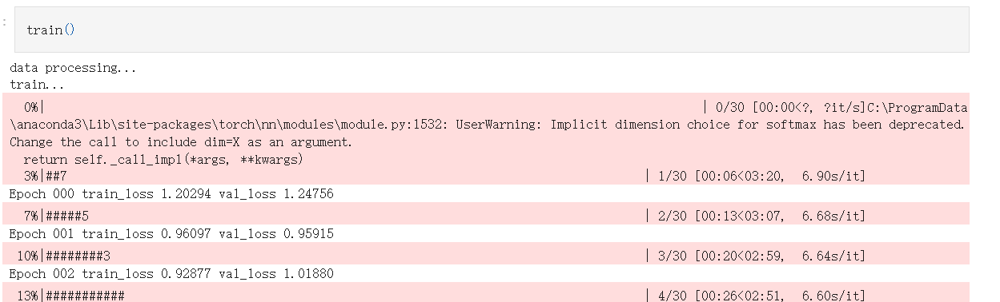 :
train()
data processing...
train...
0%| | 0/30 [00:00<?, ?it/s]C:\ProgramData
\anaconda3\Lib\site-packages\torch\nn\modules\module.py:1532: UserWarning: Implicit dimension choice for softmax has been deprecated.
Change the call to include dim=X as an argument.
return self._call_impl(*args, **kwargs)
3%|##7 | 1/30 [00:06<03:20, 6.90s/it]
Epoch 000 train_loss 1.20294 val_loss 1.24756
7%|#####5 | 2/30 [00:13<03:07, 6.68s/it]
Epoch 001 train_loss 0.96097 val_loss 0.95915
10%|########3 | 3/30 [00:20<02:59, 6.64s/it]
Epoch 002 train_loss 0.92877 val_loss 1.01880
13%|########### | 4/30 [00:26<02:51, 6.60s/it]